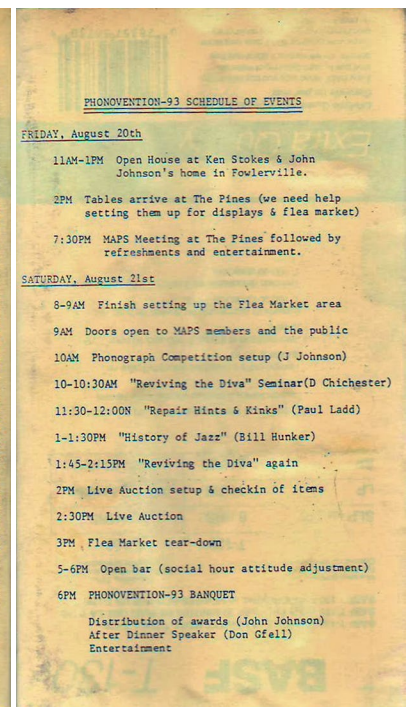 PHONOVENTION-93 SCHEDULE OF EVENTS
FRIDAY, August 20th
11AM-1PM Open House at Ken Stokes & John
Johnson's home in Fowlerville.
2PM Tables arrive at The Pines (we need help
setting them up for displays & flea market)
7:30PM MAPS Meeting at The Pines followed by
refreshments and entertainment.
SATURDAY, August 21st
8-9AM Finish setting up the Flea Market area
9AM Doors open to MAPS members and the public
10AM Phonograph Competition setup (J Johnson)
10-10:30AM "Reviving the Diva" Seminar(D Chichester)
11:30-12:00N "Repair Hints & Kinks" (Paul Ladd)
1-1:30PM "History of Jazz" (Bill Hunker)
1:45-2:15PM "Reviving the Diva" again
2PM Live Auction setup & checkin of items
2:30PM Live Auction
3PM Flea Market tear-down
5-6PM Open bar (social hour attitude adjustment)
6PM PHONOVENTION-93 BANQUET
Distribution of awards (John Johnson)
After Dinner Speaker (Don Gfell)
Entertainment
BASF